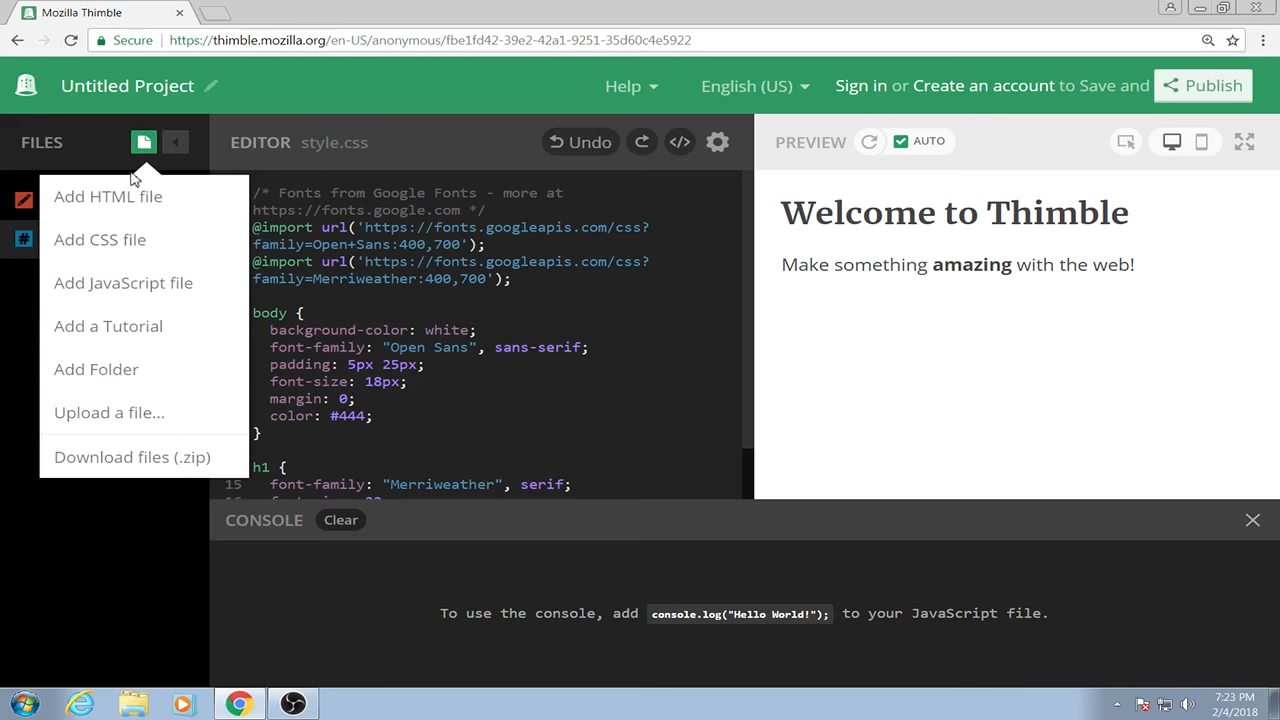 Mozilla Thimble
Secure
https://thimble.mozilla.org/en-US/anonymous/fbe1fd42-39e2-42a1-9251-35d60c4e5922
Untitled Project
Help
English (US)
Sign in or Create an account to Save and
Publish
FILES
Add HTML file
Add CSS file
Add JavaScript file
Add a Tutorial
Add Folder
Upload a file...
Download files (.zip)
EDITOR style.css
Undo
/* Fonts from Google Fonts - more at
https://fonts.google.com */
@import url('https://fonts.googleapis.com/css?
family=Open+Sans:400,700');
@import url('https://fonts.googleapis.com/css?
family=Merriweather:400,700');
body {
background-color: white;
font-family: "Open Sans", sans-serif;
padding: 5px 25px;
font-size: 18px;
margin: 0;
color: #444;
}
h1 {
15 font-family: "Merriweather", serif;
PREVIEW
AUTO
Welcome to Thimble
Make something amazing with the web!
CONSOLE
Clear
To use the console, add console.log("Hello World!"); to your JavaScript file.
7:23 PM
2/4/2018